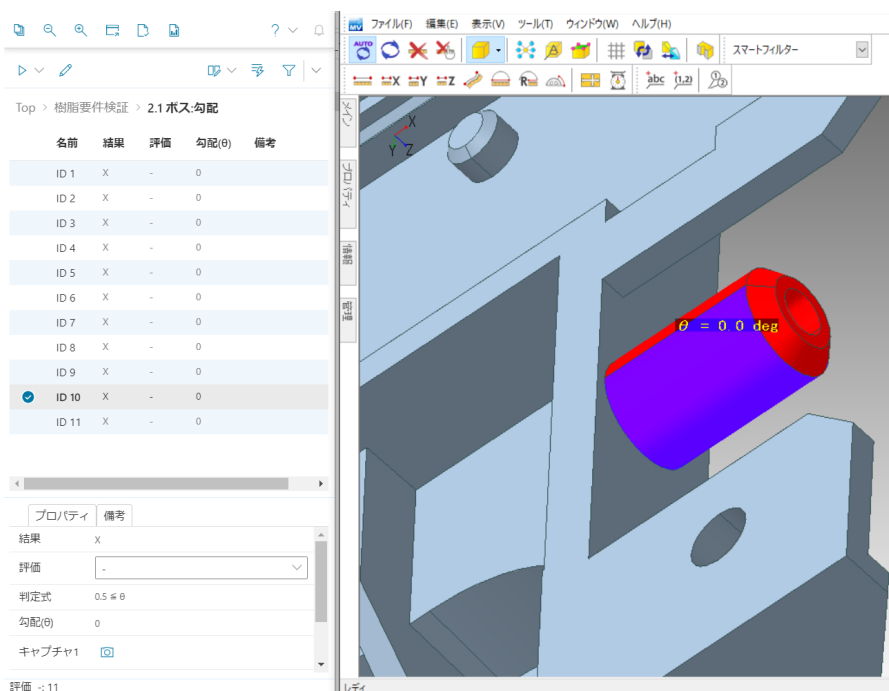 ?
Top > 樹脂要件検証 > 2.1 ボス:勾配
名前 結果 評価 勾配(θ) 備考
ID 1 X - 0
ID 2 X - 0
ID 3 X - 0
ID 4 X - 0
ID 5 X - 0
ID 6 X - 0
ID 7 X - 0
ID 8 X - 0
ID 9 X - 0
ID 10 X - 0
ID 11 X - 0
プロパティ 備考
結果 X
評価 -
判定式 0.5 ≦ θ
勾配(θ) 0
キャプチャ1
評価 -: 11
MV ファイル(F) 編集(E) 表示(V) ツール(T) ウィンドウ(W) ヘルプ(H)
AUTO A スマートフィルター
X Y Z R abc (1,2)
メイン
プロパティ
情報
管理
X
Y Z
θ = 0.0 deg
レディ